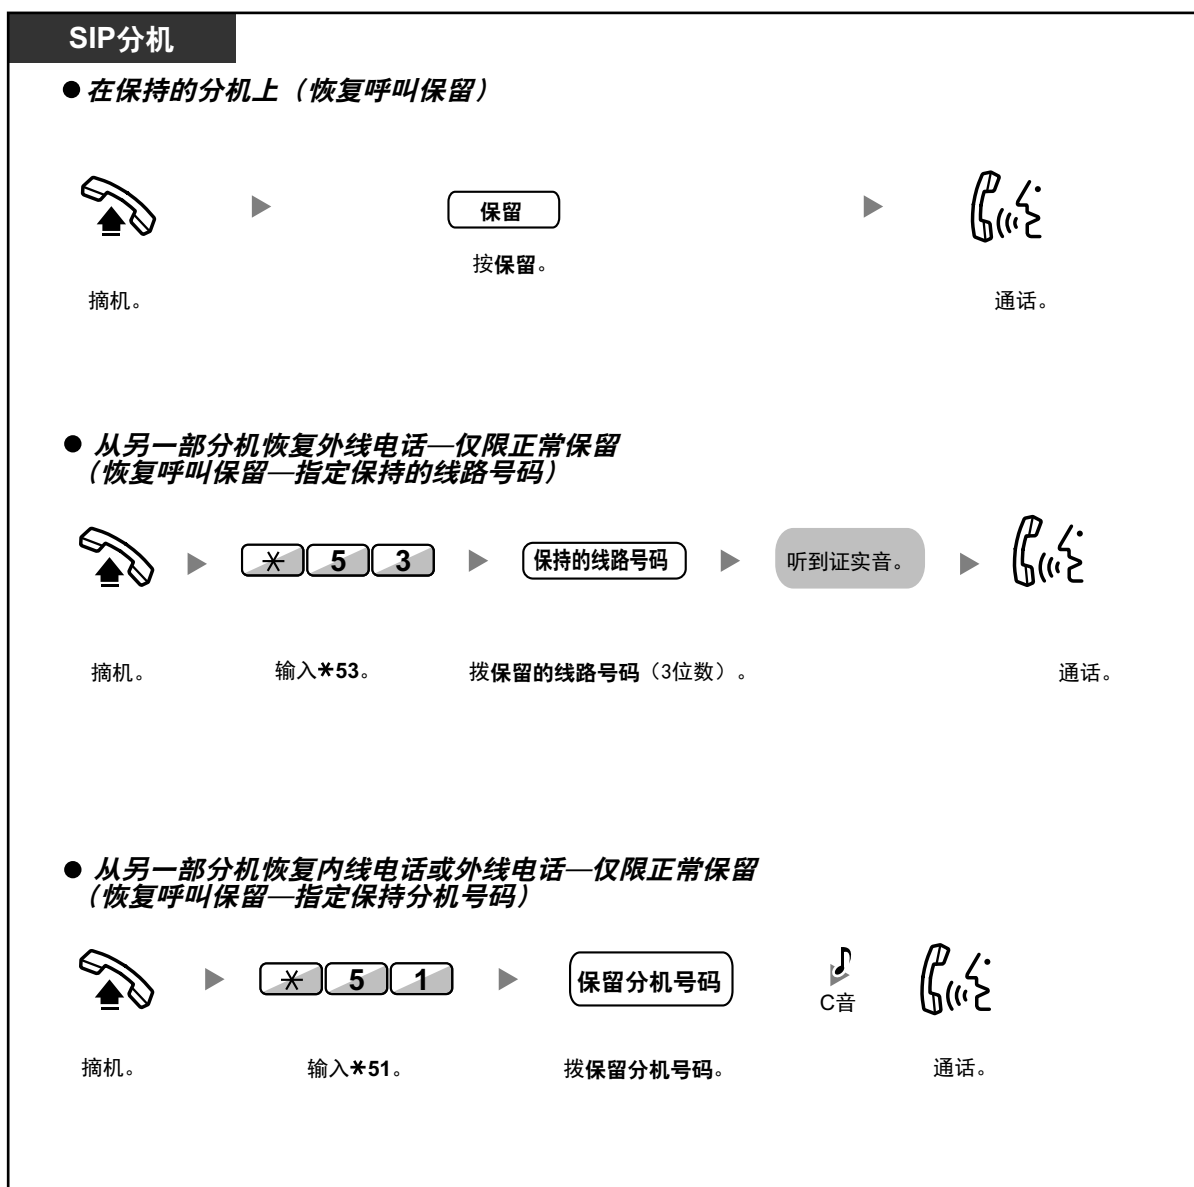 SIP分机
●在保持的分机上（恢复呼叫保留）
保留
按保留。
摘机。
通话。
● 从另一部分机恢复外线电话—仅限正常保留
（恢复呼叫保留—指定保持的线路号码）
* 5 3
保持的线路号码
听到证实音。
摘机。
输入*53。
拨保留的线路号码（3位数）。
通话。
● 从另一部分机恢复内线电话或外线电话—仅限正常保留
（恢复呼叫保留—指定保持分机号码）
* 5 1
保留分机号码
C音
摘机。
输入*51。
拨保留分机号码。
通话。